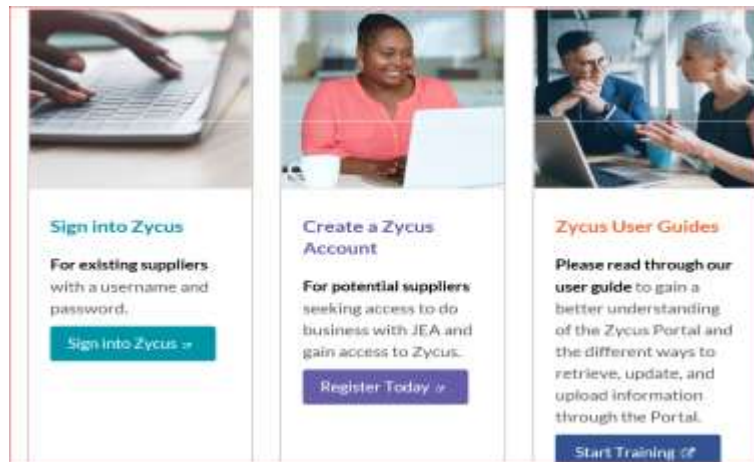 Sign into Zycus
For existing suppliers
with a username and
password.
Sign into Zycus
Create a Zycus
Account
For potential suppliers
seeking access to do
business with JEA and
gain access to Zycus.
Register Today
Zycus User Guides
Please read through our
user guide to gain a
better understanding
of the Zycus Portal and
the different ways to
retrieve, update, and
upload information
through the Portal.
Start Training